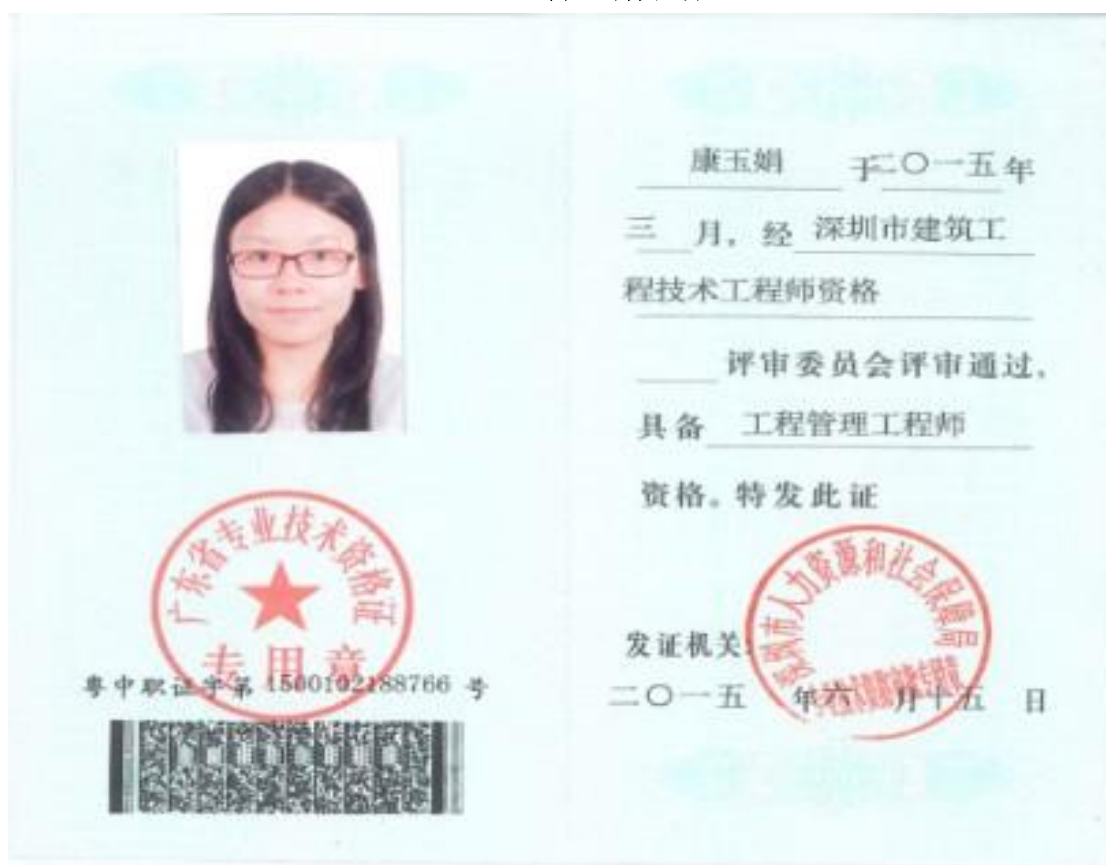 广东省专业技术资格证
专用章
粤中职证字第 1500102188766 号
康玉娟 于二〇一五年
三 月，经 深圳市建筑工
程技术工程师资格
评审委员会评审通过，
具备 工程管理工程师
资格。特发此证
深圳市人力资源和社会保障局
发证机关：
二〇一五 年六 月十五 日